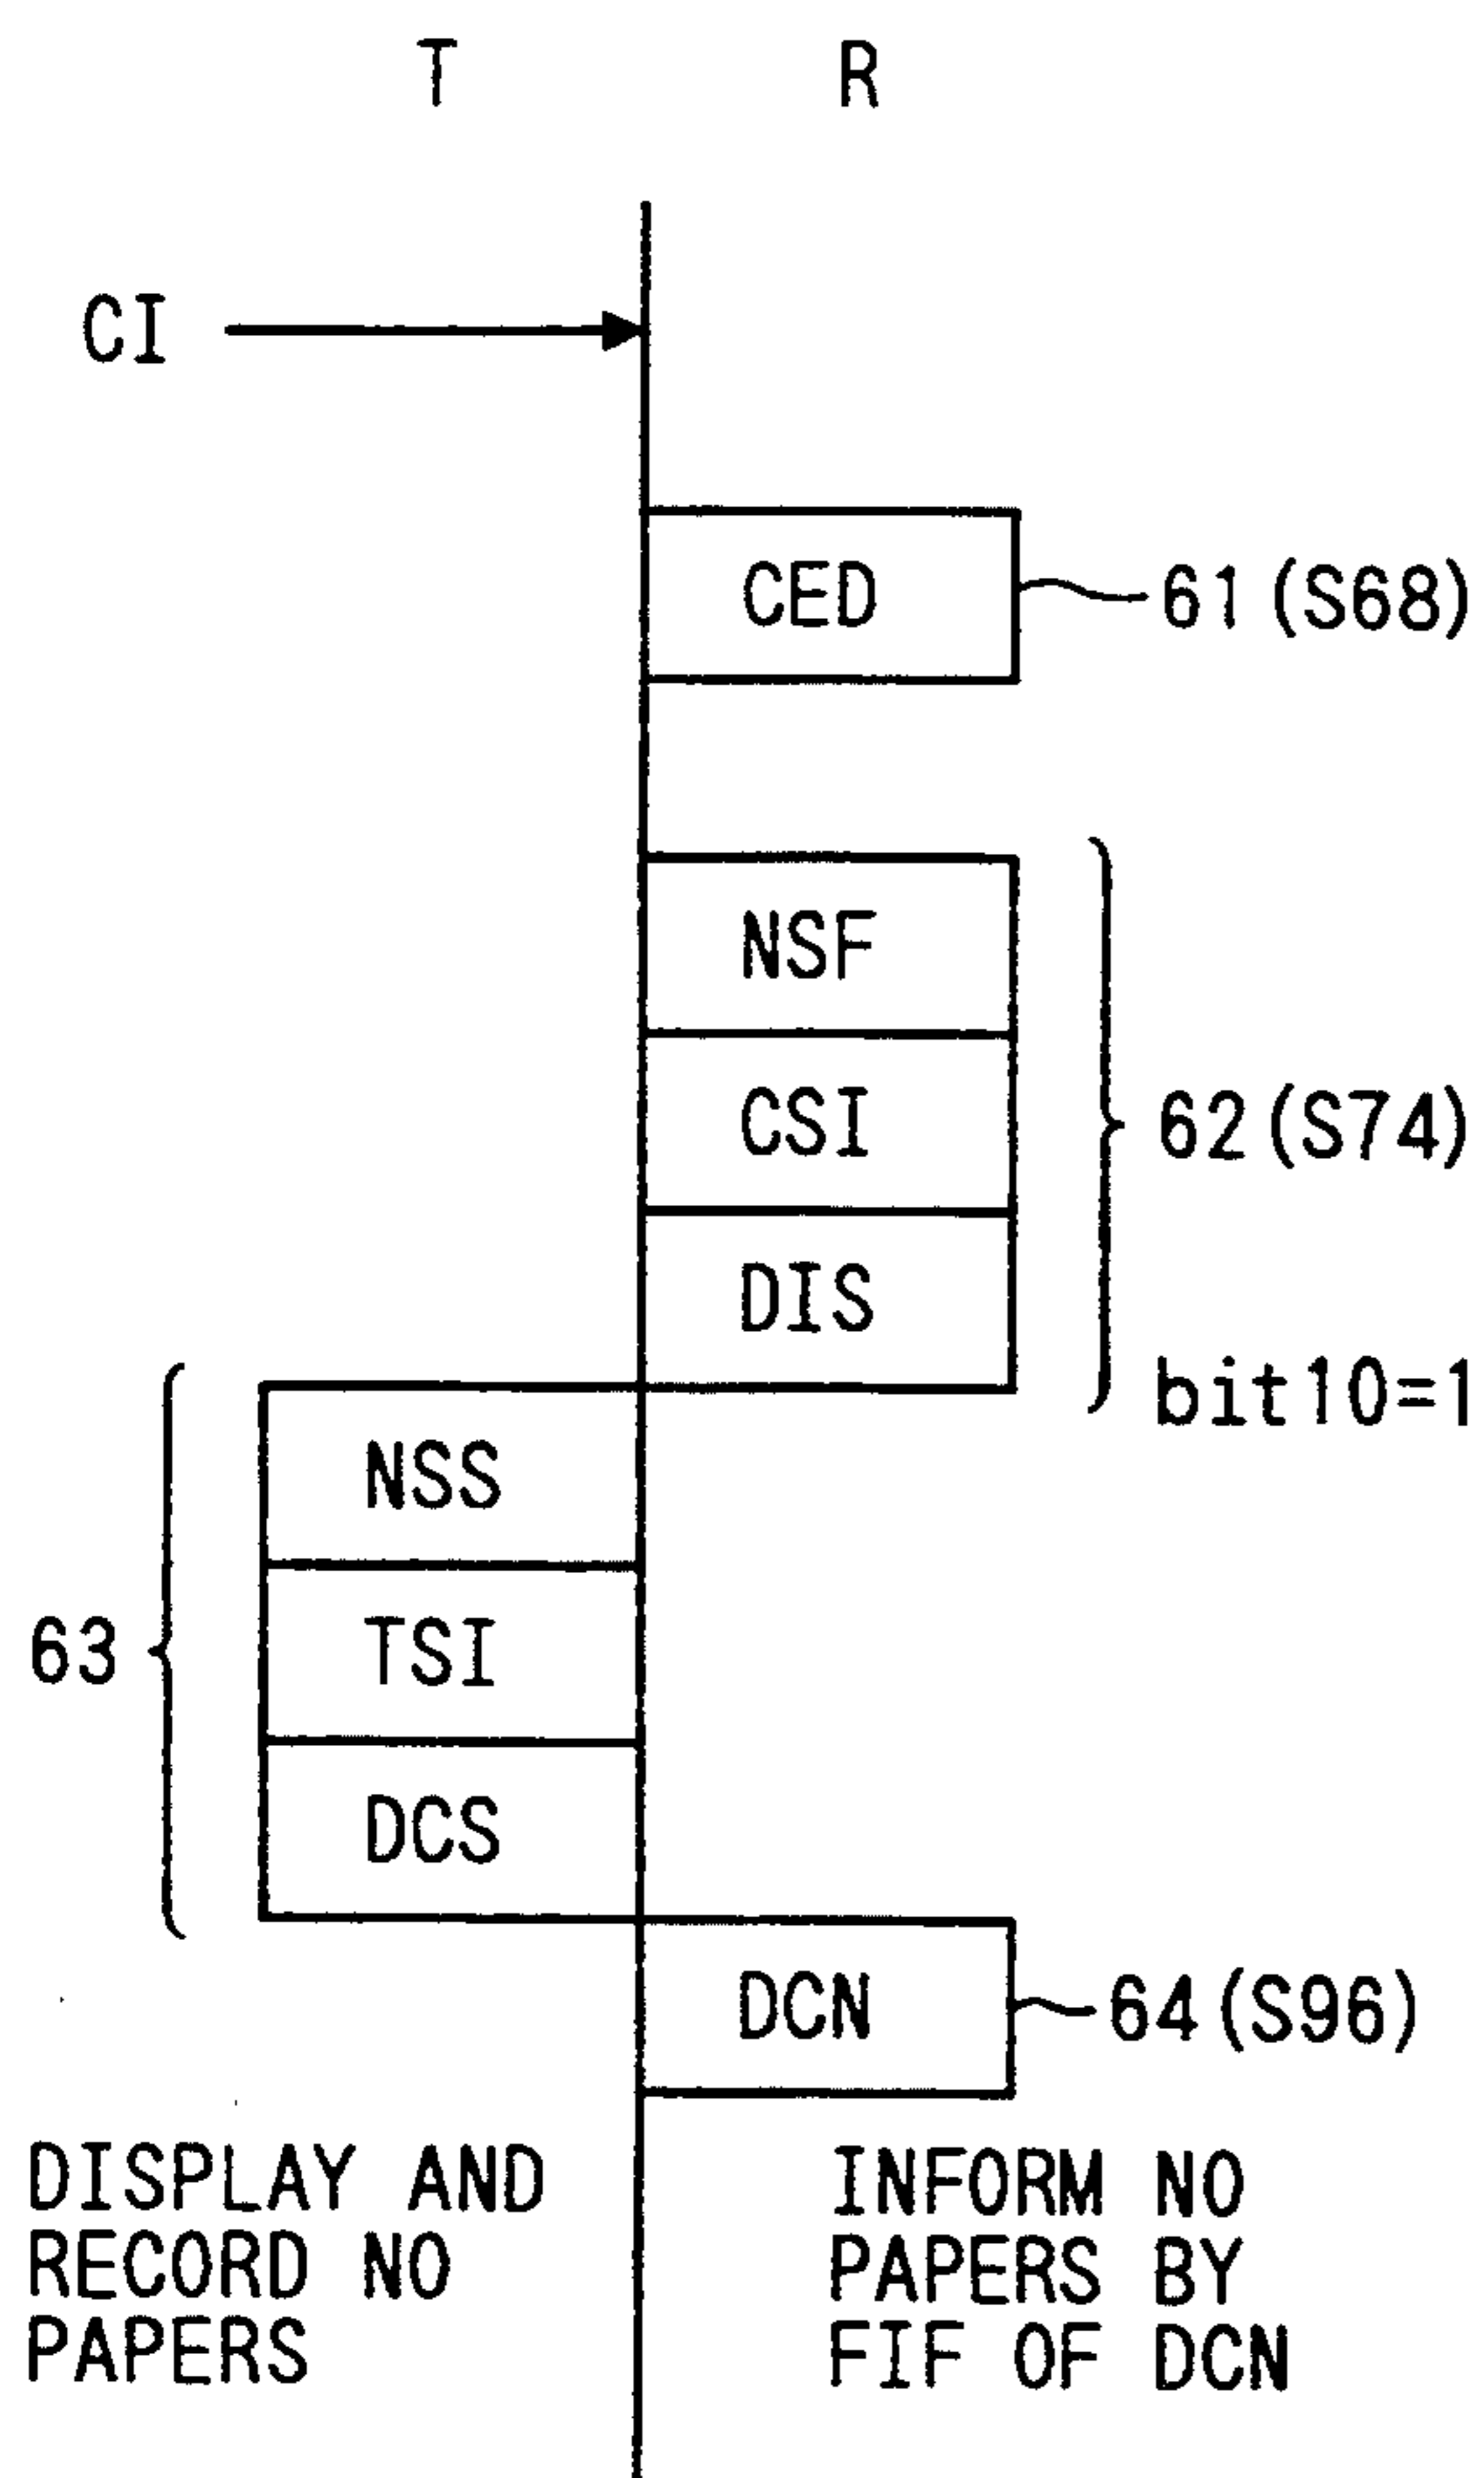 T R
CI
CED
61(S68)
NSF
CSI
62(S74)
DIS
bit10=1
NSS
63
TSI
DCS
DCN
64(S96)
DISPLAY AND
RECORD NO
PAPERS
INFORM NO
PAPERS BY
FIF OF DCN